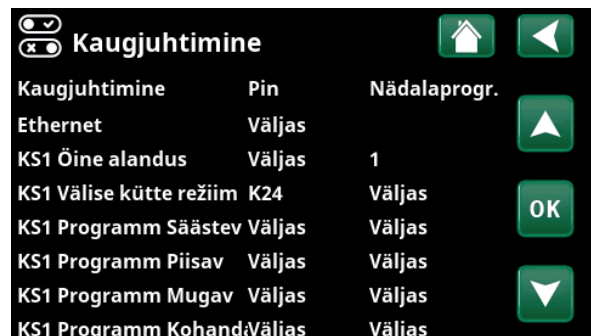 Kaugjuhtimine
Kaugjuhtimine Pin Nädalaprogr.
Ethernet Väljas
KS1 Öine alandus Väljas 1
KS1 Välise kütte režiim K24 Väljas
OK
KS1 Programm Säästev Väljas Väljas
KS1 Programm Piisav Väljas Väljas
KS1 Programm Mugav Väljas Väljas
KS1 Programm Kohanda Väljas Väljas